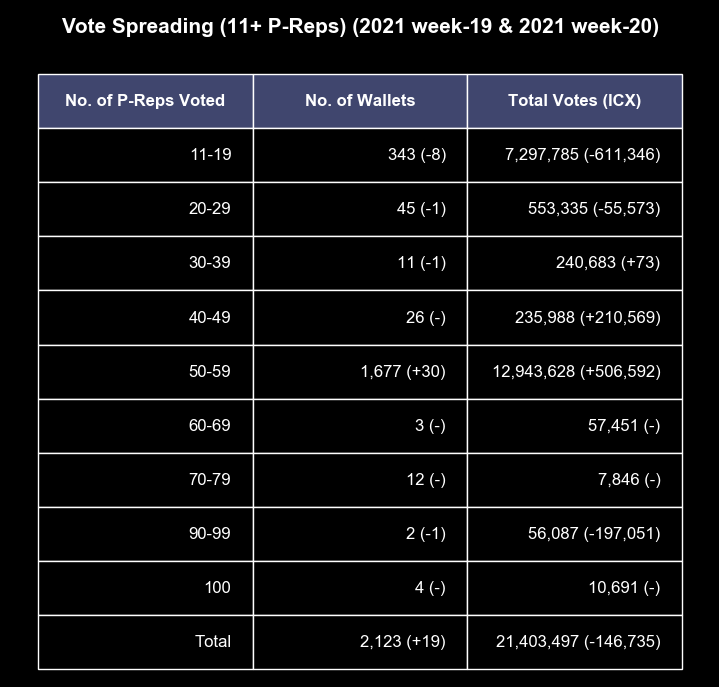 Vote Spreading (11+ P-Reps) (2021 week-19 & 2021 week-20)
No. of P-Reps Voted No. of Wallets Total Votes (ICX)
11-19 343 (-8) 7,297,785 (-611,346)
20-29 45 (-1) 553,335 (-55,573)
30-39 11 (-1) 240,683 (+73)
40-49 26 (-) 235,988 (+210,569)
50-59 1,677 (+30) 12,943,628 (+506,592)
60-69 3 (-) 57,451 (-)
70-79 12 (-) 7,846 (-)
90-99 2 (-1) 56,087 (-197,051)
100 4 (-) 10,691 (-)
Total 2,123 (+19) 21,403,497 (-146,735)